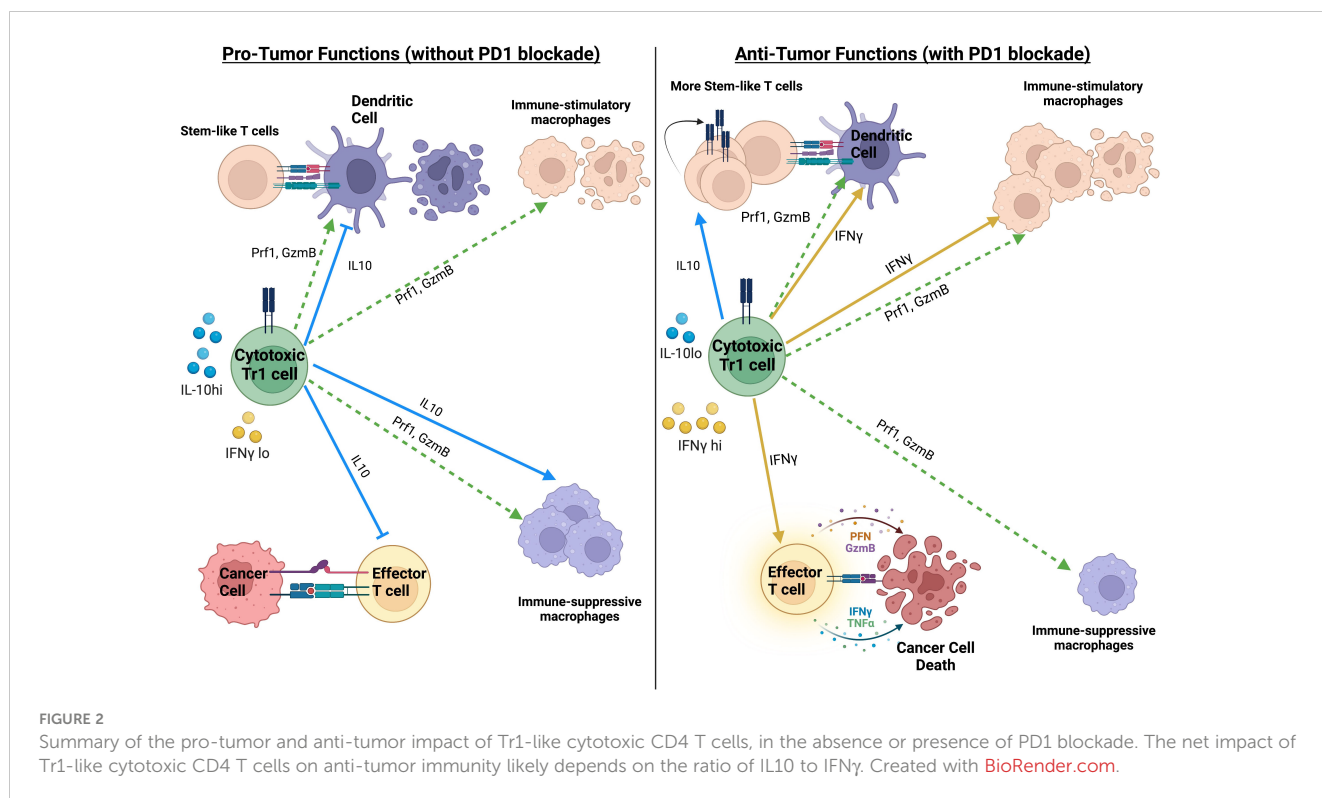 Pro-Tumor Functions (without PD1 blockade)
Stem-like T cells
Dendritic
Cell
Immune-stimulatory
macrophages
Prf1, GzmB
IL10
Prf1, GzmB
IL-10hi
Cytotoxic
Tr1 cell
IFNγ lo
IL10
Prf1, GzmB
IL10
Cancer
Cell
Effector
T cell
Immune-suppressive
macrophages
Anti-Tumor Functions (with PD1 blockade)
More Stem-like T cells
Dendritic
Cell
Immune-stimulatory
macrophages
Prf1, GzmB
IFNγ
IL10
IFNγ
Prf1, GzmB
IL-10lo
Cytotoxic
Tr1 cell
IFNγ hi
Prf1, GzmB
IFNγ
PFN
GzmB
Effector
T cell
IFNγ
TNFα
Cancer Cell
Death
Immune-suppressive
macrophages
FIGURE 2
Summary of the pro-tumor and anti-tumor impact of Tr1-like cytotoxic CD4 T cells, in the absence or presence of PD1 blockade. The net impact of
Tr1-like cytotoxic CD4 T cells on anti-tumor immunity likely depends on the ratio of IL10 to IFNγ. Created with BioRender.com.